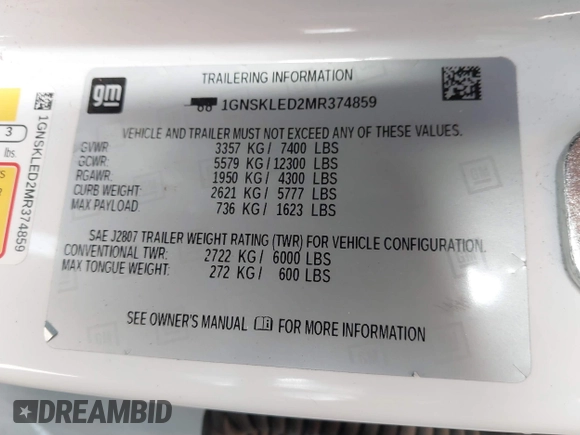 gm
TRAILERING INFORMATION
1GNSKLED2MR374859
VEHICLE AND TRAILER MUST NOT EXCEED ANY OF THESE VALUES.
GVWR: 3357 KG/ 7400 LBS
GCWR: 5579 KG/ 12300 LBS
RGAWR: 1950 KG/ 4300 LBS
CURB WEIGHT: 2621 KG/ 5777 LBS
MAX PAYLOAD: 736 KG/ 1623 LBS
SAE J2807 TRAILER WEIGHT RATING (TWR) FOR VEHICLE CONFIGURATION.
CONVENTIONAL TWR: 2722 KG/ 6000 LBS
MAX TONGUE WEIGHT: 272 KG/ 600 LBS
SEE OWNER'S MANUAL FOR MORE INFORMATION
3
lbs.
1GNSKLED2MR374859
DREAMBID